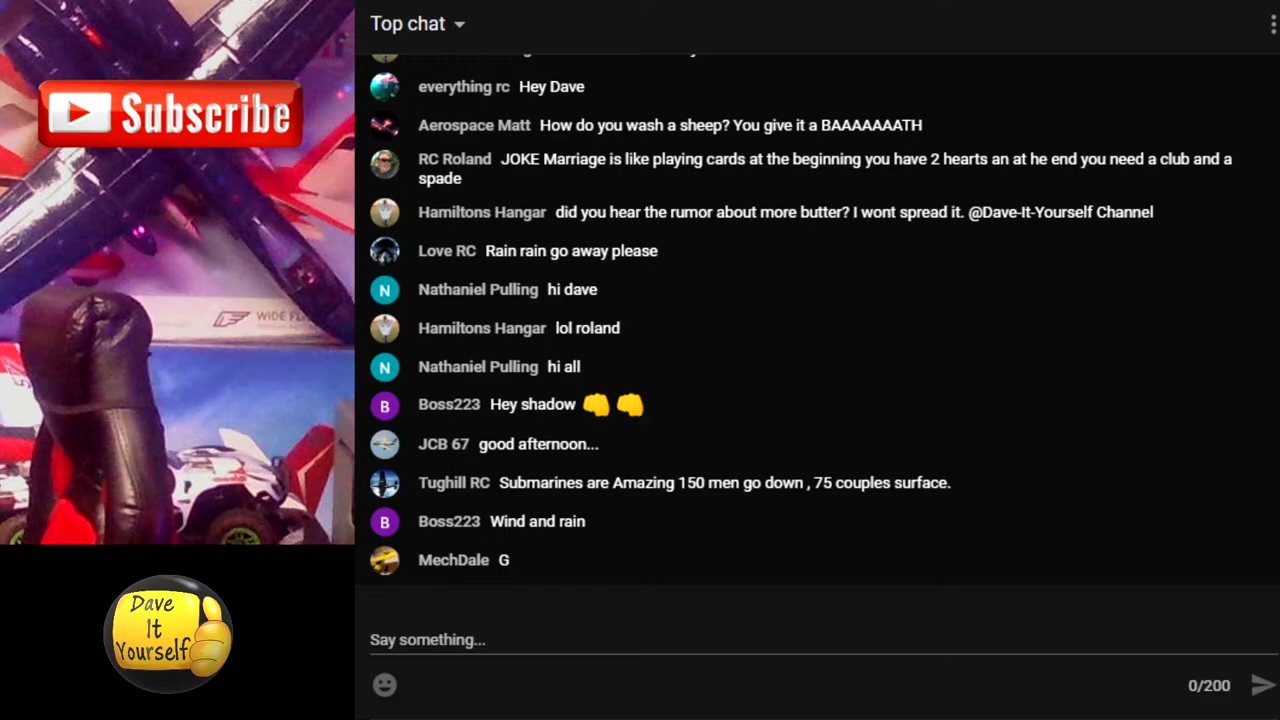 Top chat
Subscribe
everything rc Hey Dave
Aerospace Matt How do you wash a sheep? You give it a BAAAAAATH
RC Roland JOKE Marriage is like playing cards at the beginning you have 2 hearts an at he end you need a club and a
spade
Hamiltons Hangar did you hear the rumor about more butter? I wont spread it. @Dave-It-Yourself Channel
Love RC Rain rain go away please
N Nathaniel Pulling hi dave
WIDE
Hamiltons Hangar lol roland
N Nathaniel Pulling hi all
B Boss223 Hey shadow 👊 👊
JCB 67 good afternoon...
Tughill RC Submarines are Amazing 150 men go down , 75 couples surface.
B Boss223 Wind and rain
MechDale G
Dave
It
Yourself
Say something...
0/200